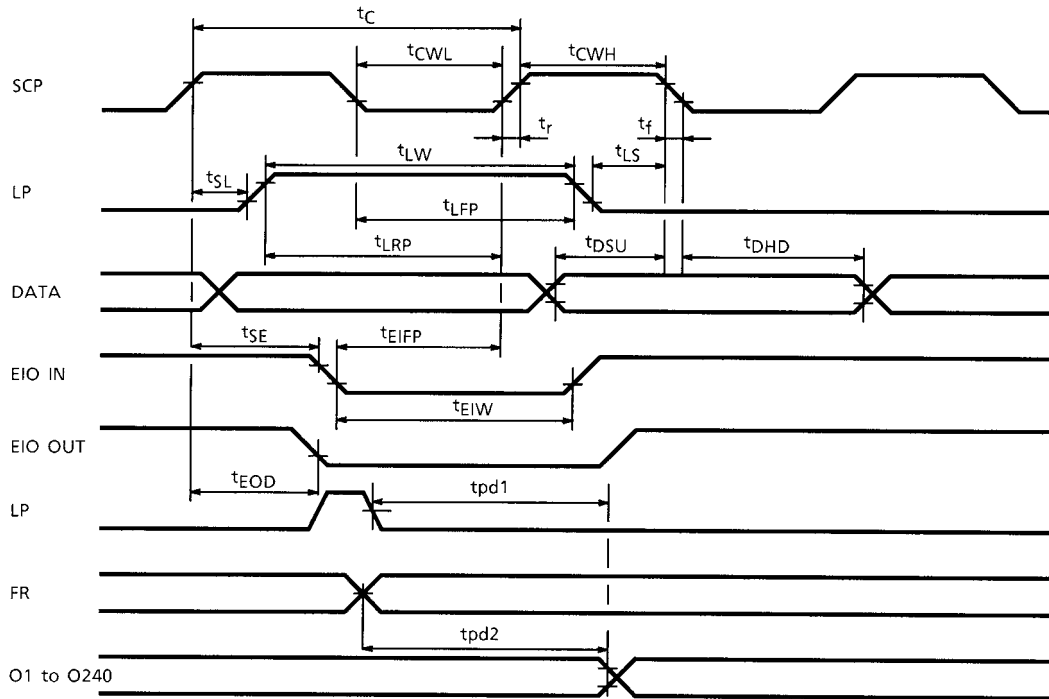 tC
tCWL
tCWH
SCP
tr
tf
tLW
tLS
tSL
LP
tLFP
tLRP
tDSU
tDHD
DATA
tSE
tEIFP
EIO IN
tEIW
EIO OUT
tEOD
tpd1
LP
FR
tpd2
O1 to O240